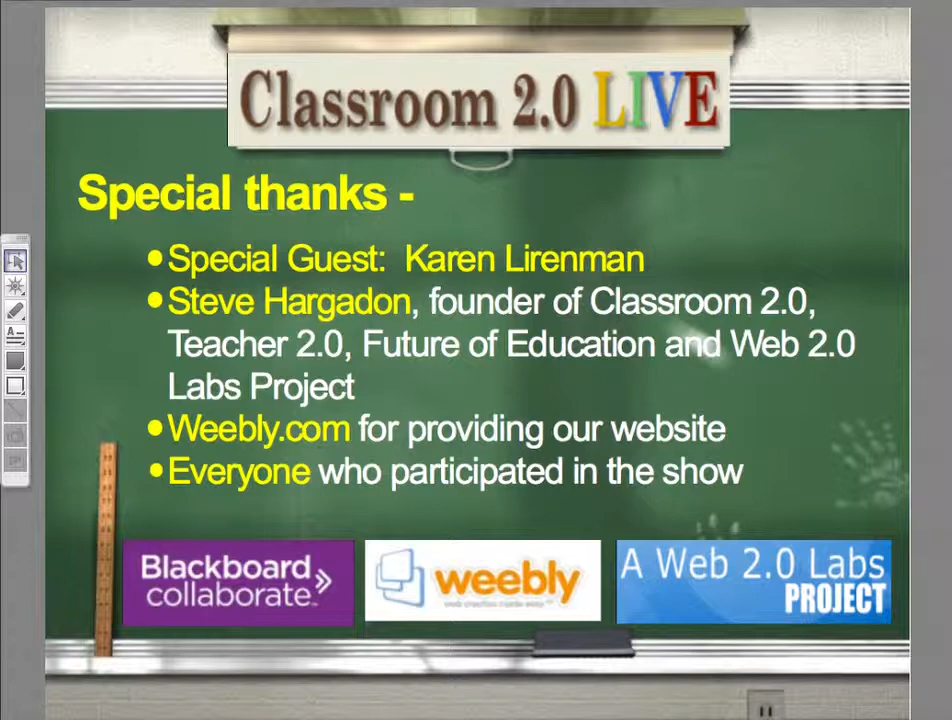 Classroom 2.0 LIVE
Special thanks -
•Special Guest: Karen Lirenman
•Steve Hargadon, founder of Classroom 2.0,
Teacher 2.0, Future of Education and Web 2.0
Labs Project
•Weebly.com for providing our website
•Everyone who participated in the show
Blackboard
collaborate™
weebly
A Web 2.0 Labs
PROJECT